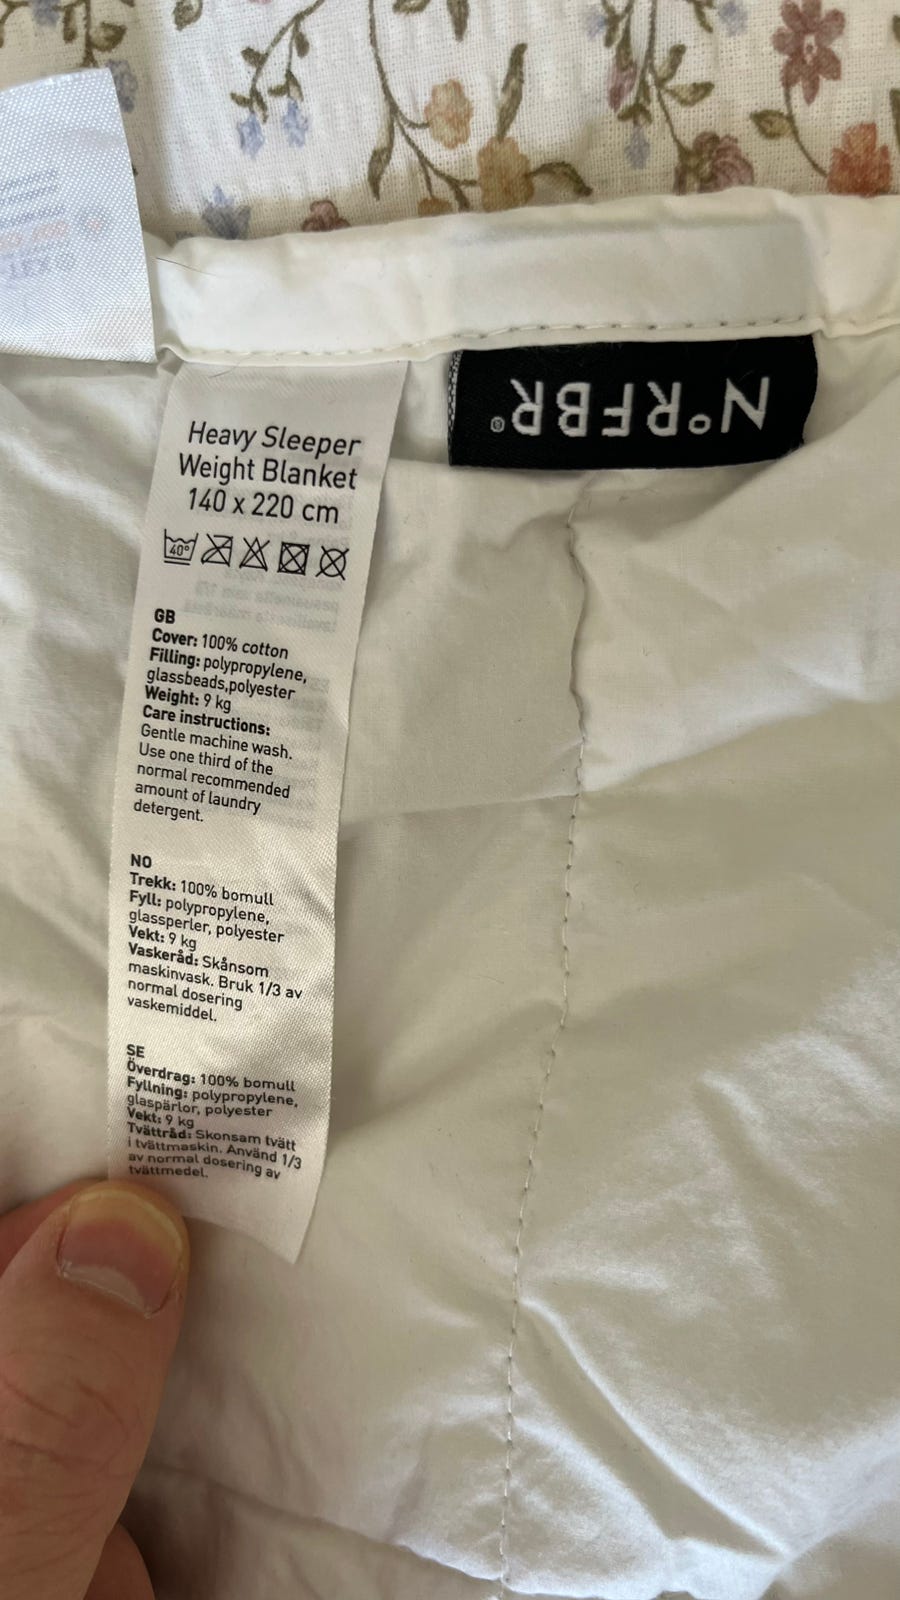 Heavy Sleeper
Weight Blanket
140 x 220 cm
40°
GB
Cover: 100% cotton
Filling: polypropylene,
glassbeads,polyester
Weight: 9 kg
Care instructions:
Gentle machine wash.
Use one third of the
normal recommended
amount of laundry
detergent.
NO
Trekk: 100% bomull
Fyll: polypropylene,
glassperler, polyester
Vekt: 9 kg
Vaskeråd: Skånsom
maskinvask. Bruk 1/3 av
normal dosering
vaskemiddel.
SE
Överdrag: 100% bomull
Fyllning: polypropylene,
glaspärlor, polyester
Vekt: 9 kg
Tvättråd: Skonsam tvätt
i tvättmaskin. Använd 1/3
av normal dosering av
tvättmedel.
N°RFBR®